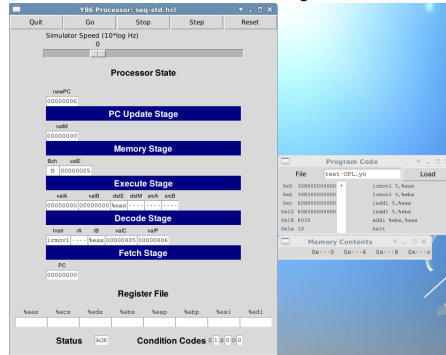 Y86 Processor: seq-std.hcl
Quit Go Stop Step Reset
Simulator Speed (10*log Hz)
0
Processor State
newPC
00000006
PC Update Stage
valM
00000000
Memory Stage
Bch valE
N 00000005
Execute Stage
valA valB dstE dstM srcA srcB
00000000 00000000 %eax ---- ---- ----
Decode Stage
Instr rA rB valC valP
irmovl ---- %eax 00000005 00000006
Fetch Stage
PC
00000000
Register File
%eax %ecx %edx %ebx %esp %ebp %esi %edi
Status AOK Condition Codes Z 1 S 0 O 0
Program Code
File test-OPL.yo Load
0x0 308005000000 * irmovl $5,%eax
0x6 308305000000 irmovl $5,%ebx
0xc 608005000000 iaddl $5,%eax
0x12 608305000000 iaddl $5,%ebx
0x18 6030 addl %ebx,%eax
0x1a 10 halt
Memory Contents
0x---0 0x---4 0x---8 0x---c